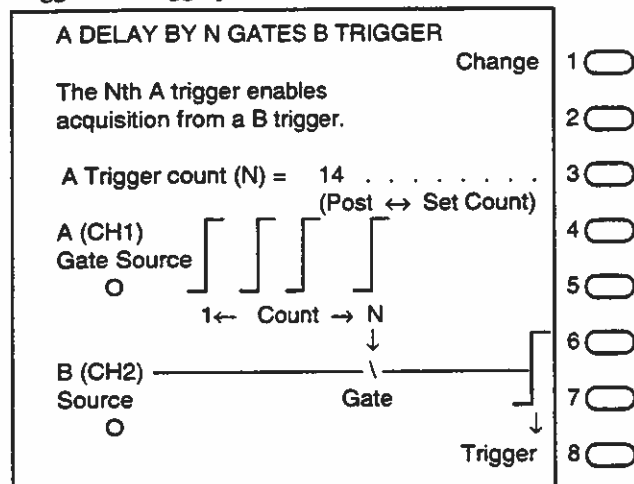 A DELAY BY N GATES B TRIGGER
Change 1
The Nth A trigger enables
acquisition from a B trigger. 2
A Trigger count (N) = 14 . . . . . . . . 3
(Post ↔ Set Count)
A (CH1) 4
Gate Source
5
1← Count → N
↓
6
B (CH2) \
Source Gate 7
↓
Trigger 8